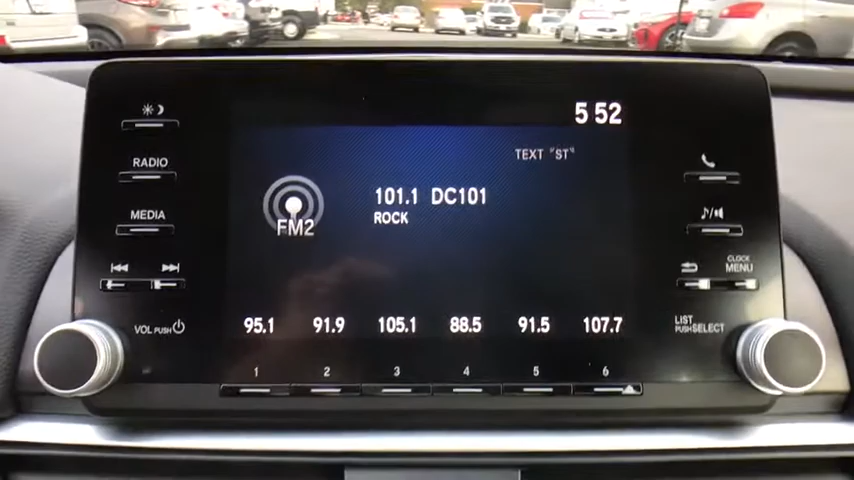 5:52
RADIO
TEXT "ST"
101.1 DC101
MEDIA
ROCK
FM2
CLOCK
MENU
VOL PUSH
95.1 91.9 105.1 88.5 91.5 107.7
LIST
PUSH SELECT
1 2 3 4 5 6